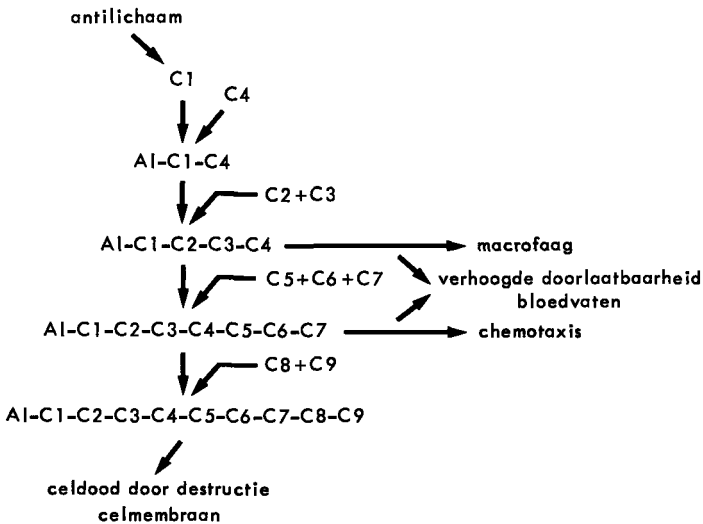 antilichaam
C1
C4
Al-C1-C4
C2+C3
Al-C1-C2-C3-C4
macrofaag
C5+C6+C7
verhoogde doorlaatbaarheid
bloedvaten
Al-C1-C2-C3-C4-C5-C6-C7
chemotaxis
C8+C9
Al-C1-C2-C3-C4-C5-C6-C7-C8-C9
celdood door destructie
celmembraan